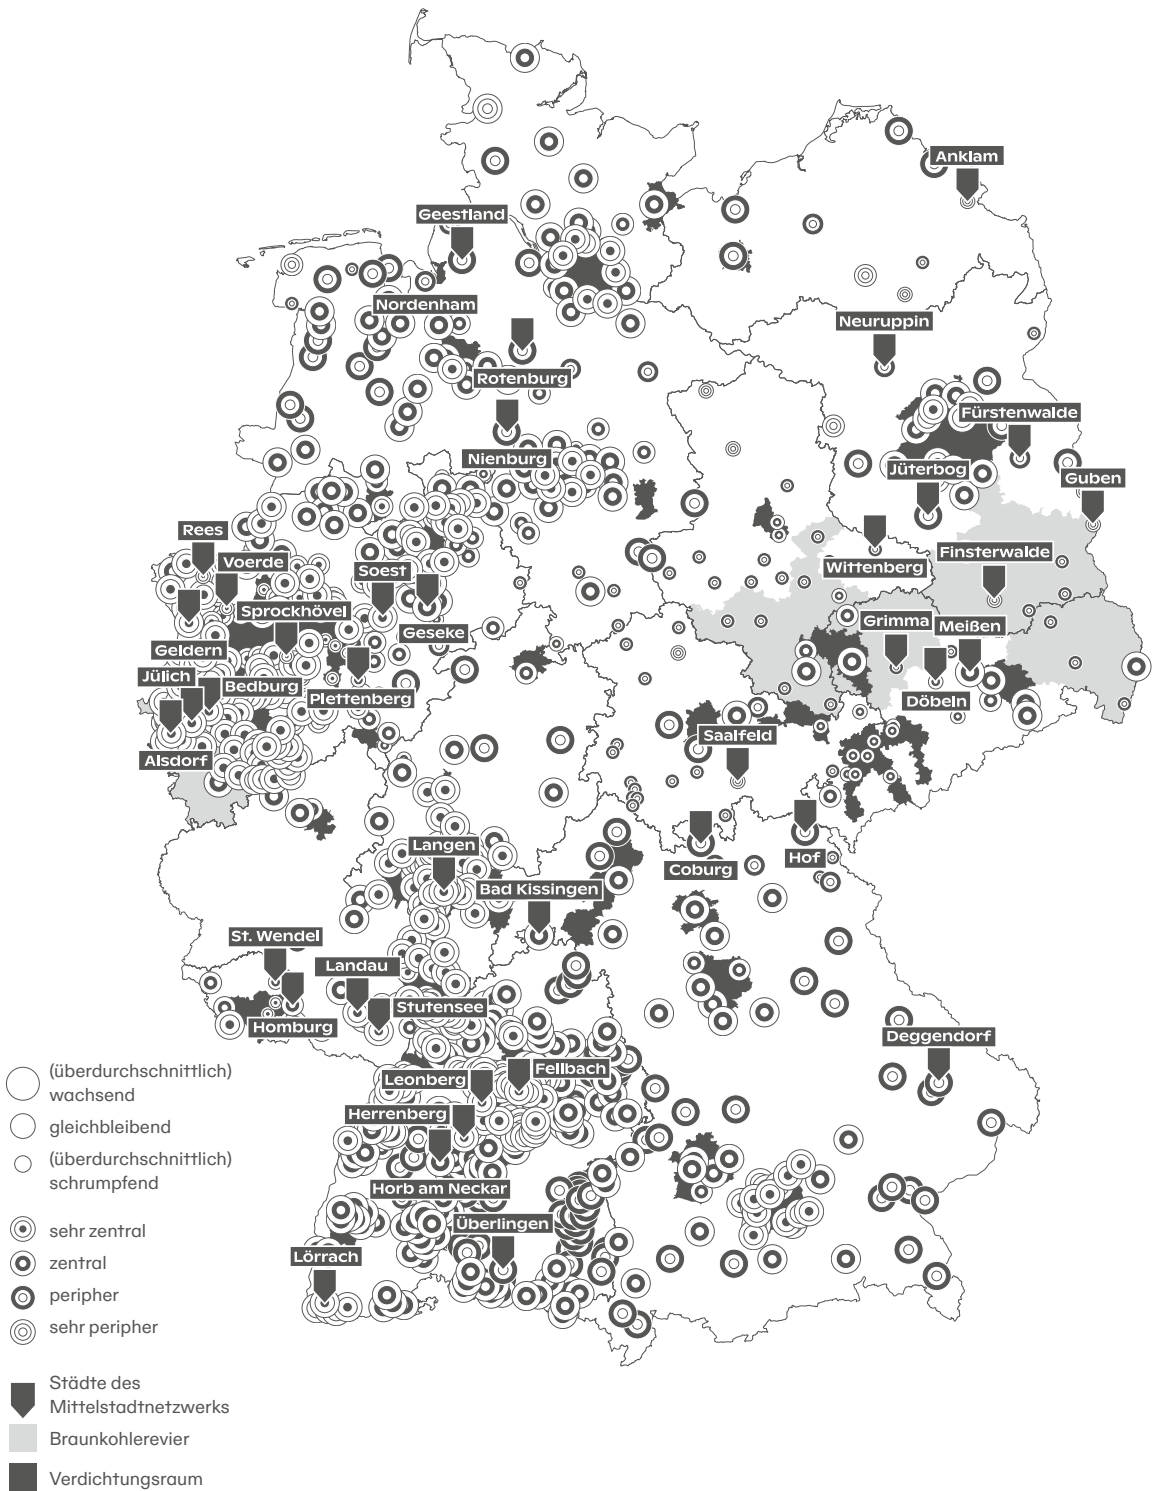 Anklam
Geestland
Nordenham
Neuruppin
Rotenburg
Fürstenwalde
Nienburg
Jüterbog
Guben
Rees
Voerde
Soest
Finsterwalde
Wittenberg
Sprockhövel
Geseke
Grimma
Meißen
Geldern
Jülich
Bedburg
Plettenberg
Döbeln
Saalfeld
Alsdorf
Langen
Hof
Coburg
Bad Kissingen
St. Wendel
Landau
Stutensee
Homburg
Deggendorf
Fellbach
Leonberg
Herrenberg
Horb am Neckar
Überlingen
Lörrach
(überdurchschnittlich)
wachsend
gleichbleibend
(überdurchschnittlich)
schrumpfend
sehr zentral
zentral
peripher
sehr peripher
Städte des
Mittelstadtnetzwerks
Braunkohlerevier
Verdichtungsraum